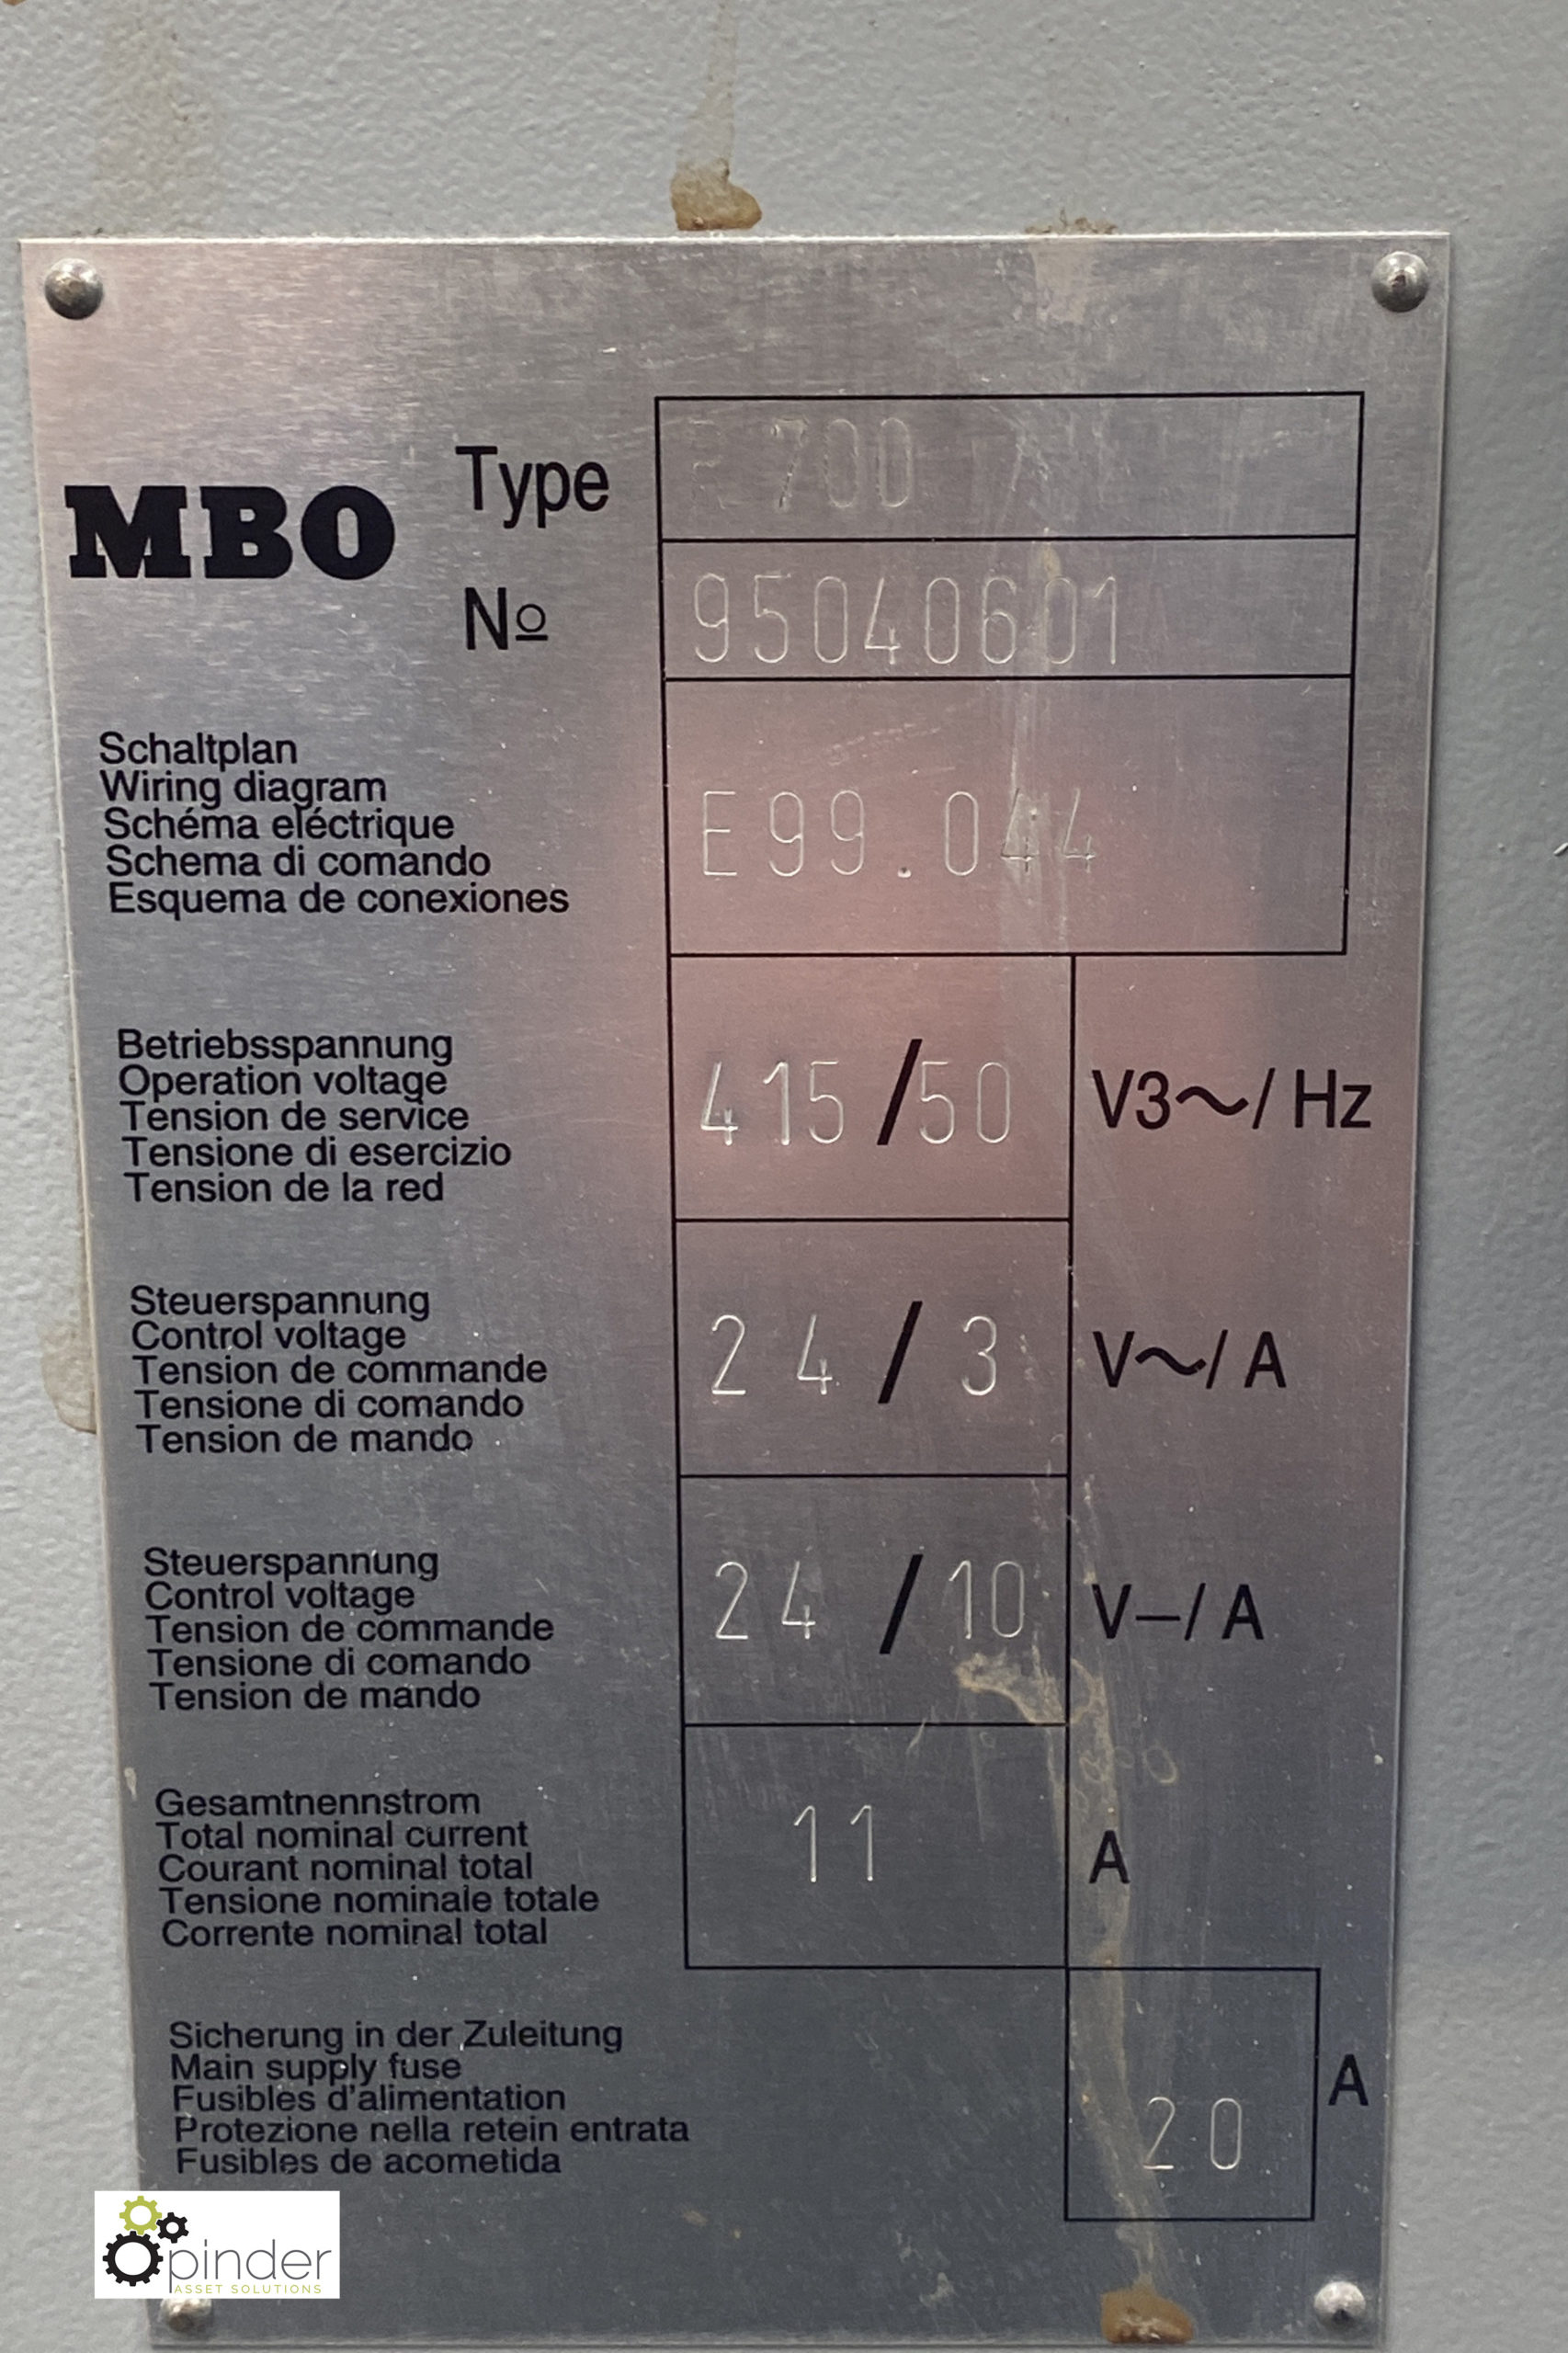 MBO
Type 700
Nº 95040601
Schaltplan
Wiring diagram
Schéma eléctrique
Schema di comando
Esquema de conexiones
E99.044
Betriebsspannung
Operation voltage
Tension de service
Tensione di esercizio
Tension de la red
415/50 V3~/Hz
Steuerspannung
Control voltage
Tension de commande
Tensione di comando
Tension de mando
24/3 V~/A
Steuerspannung
Control voltage
Tension de commande
Tensione di comando
Tension de mando
24/10 V–/A
Gesamtnennstrom
Total nominal current
Courant nominal total
Tensione nominale totale
Corrente nominal total
11 A
Sicherung in der Zuleitung
Main supply fuse
Fusibles d'alimentation
Protezione nella retein entrata
Fusibles de acometida
20 A
pinder
ASSET SOLUTIONS